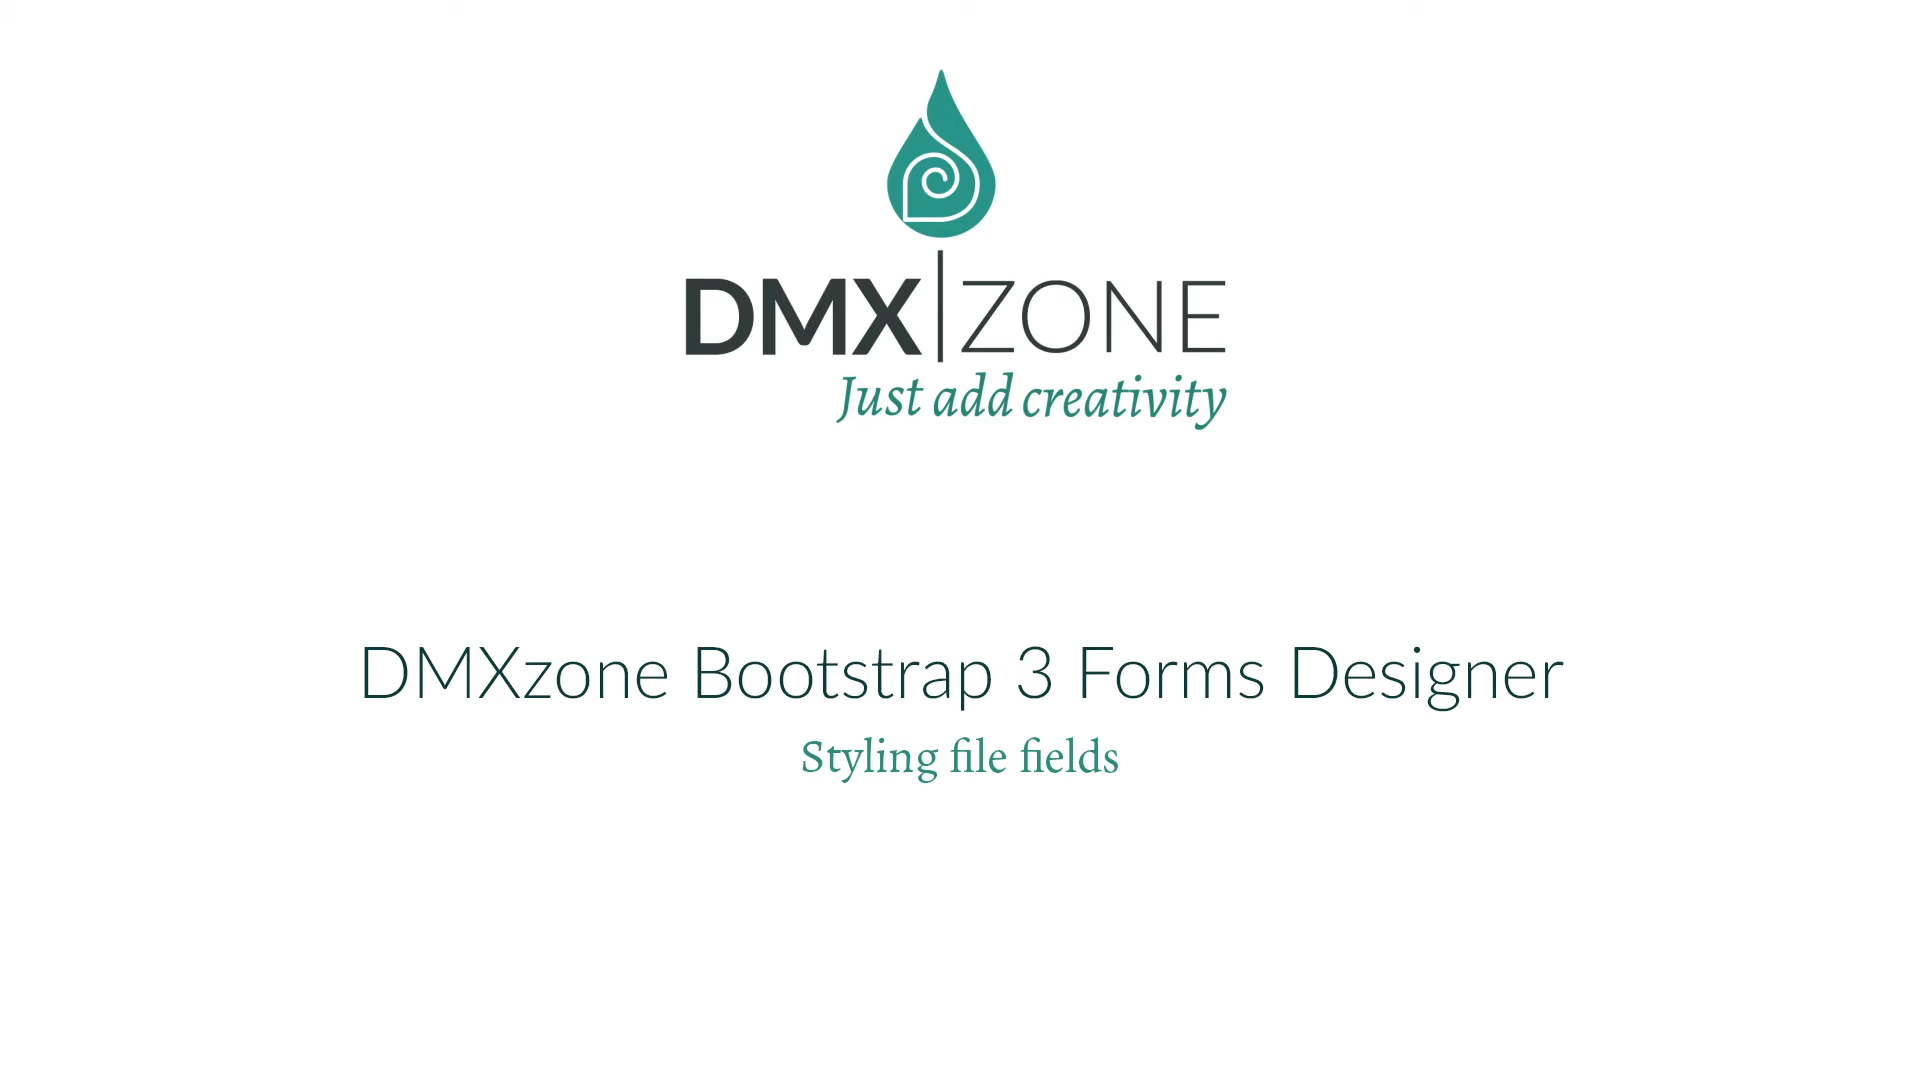 DMX|ZONE
Just add creativity
DMXzone Bootstrap 3 Forms Designer
Styling file fields